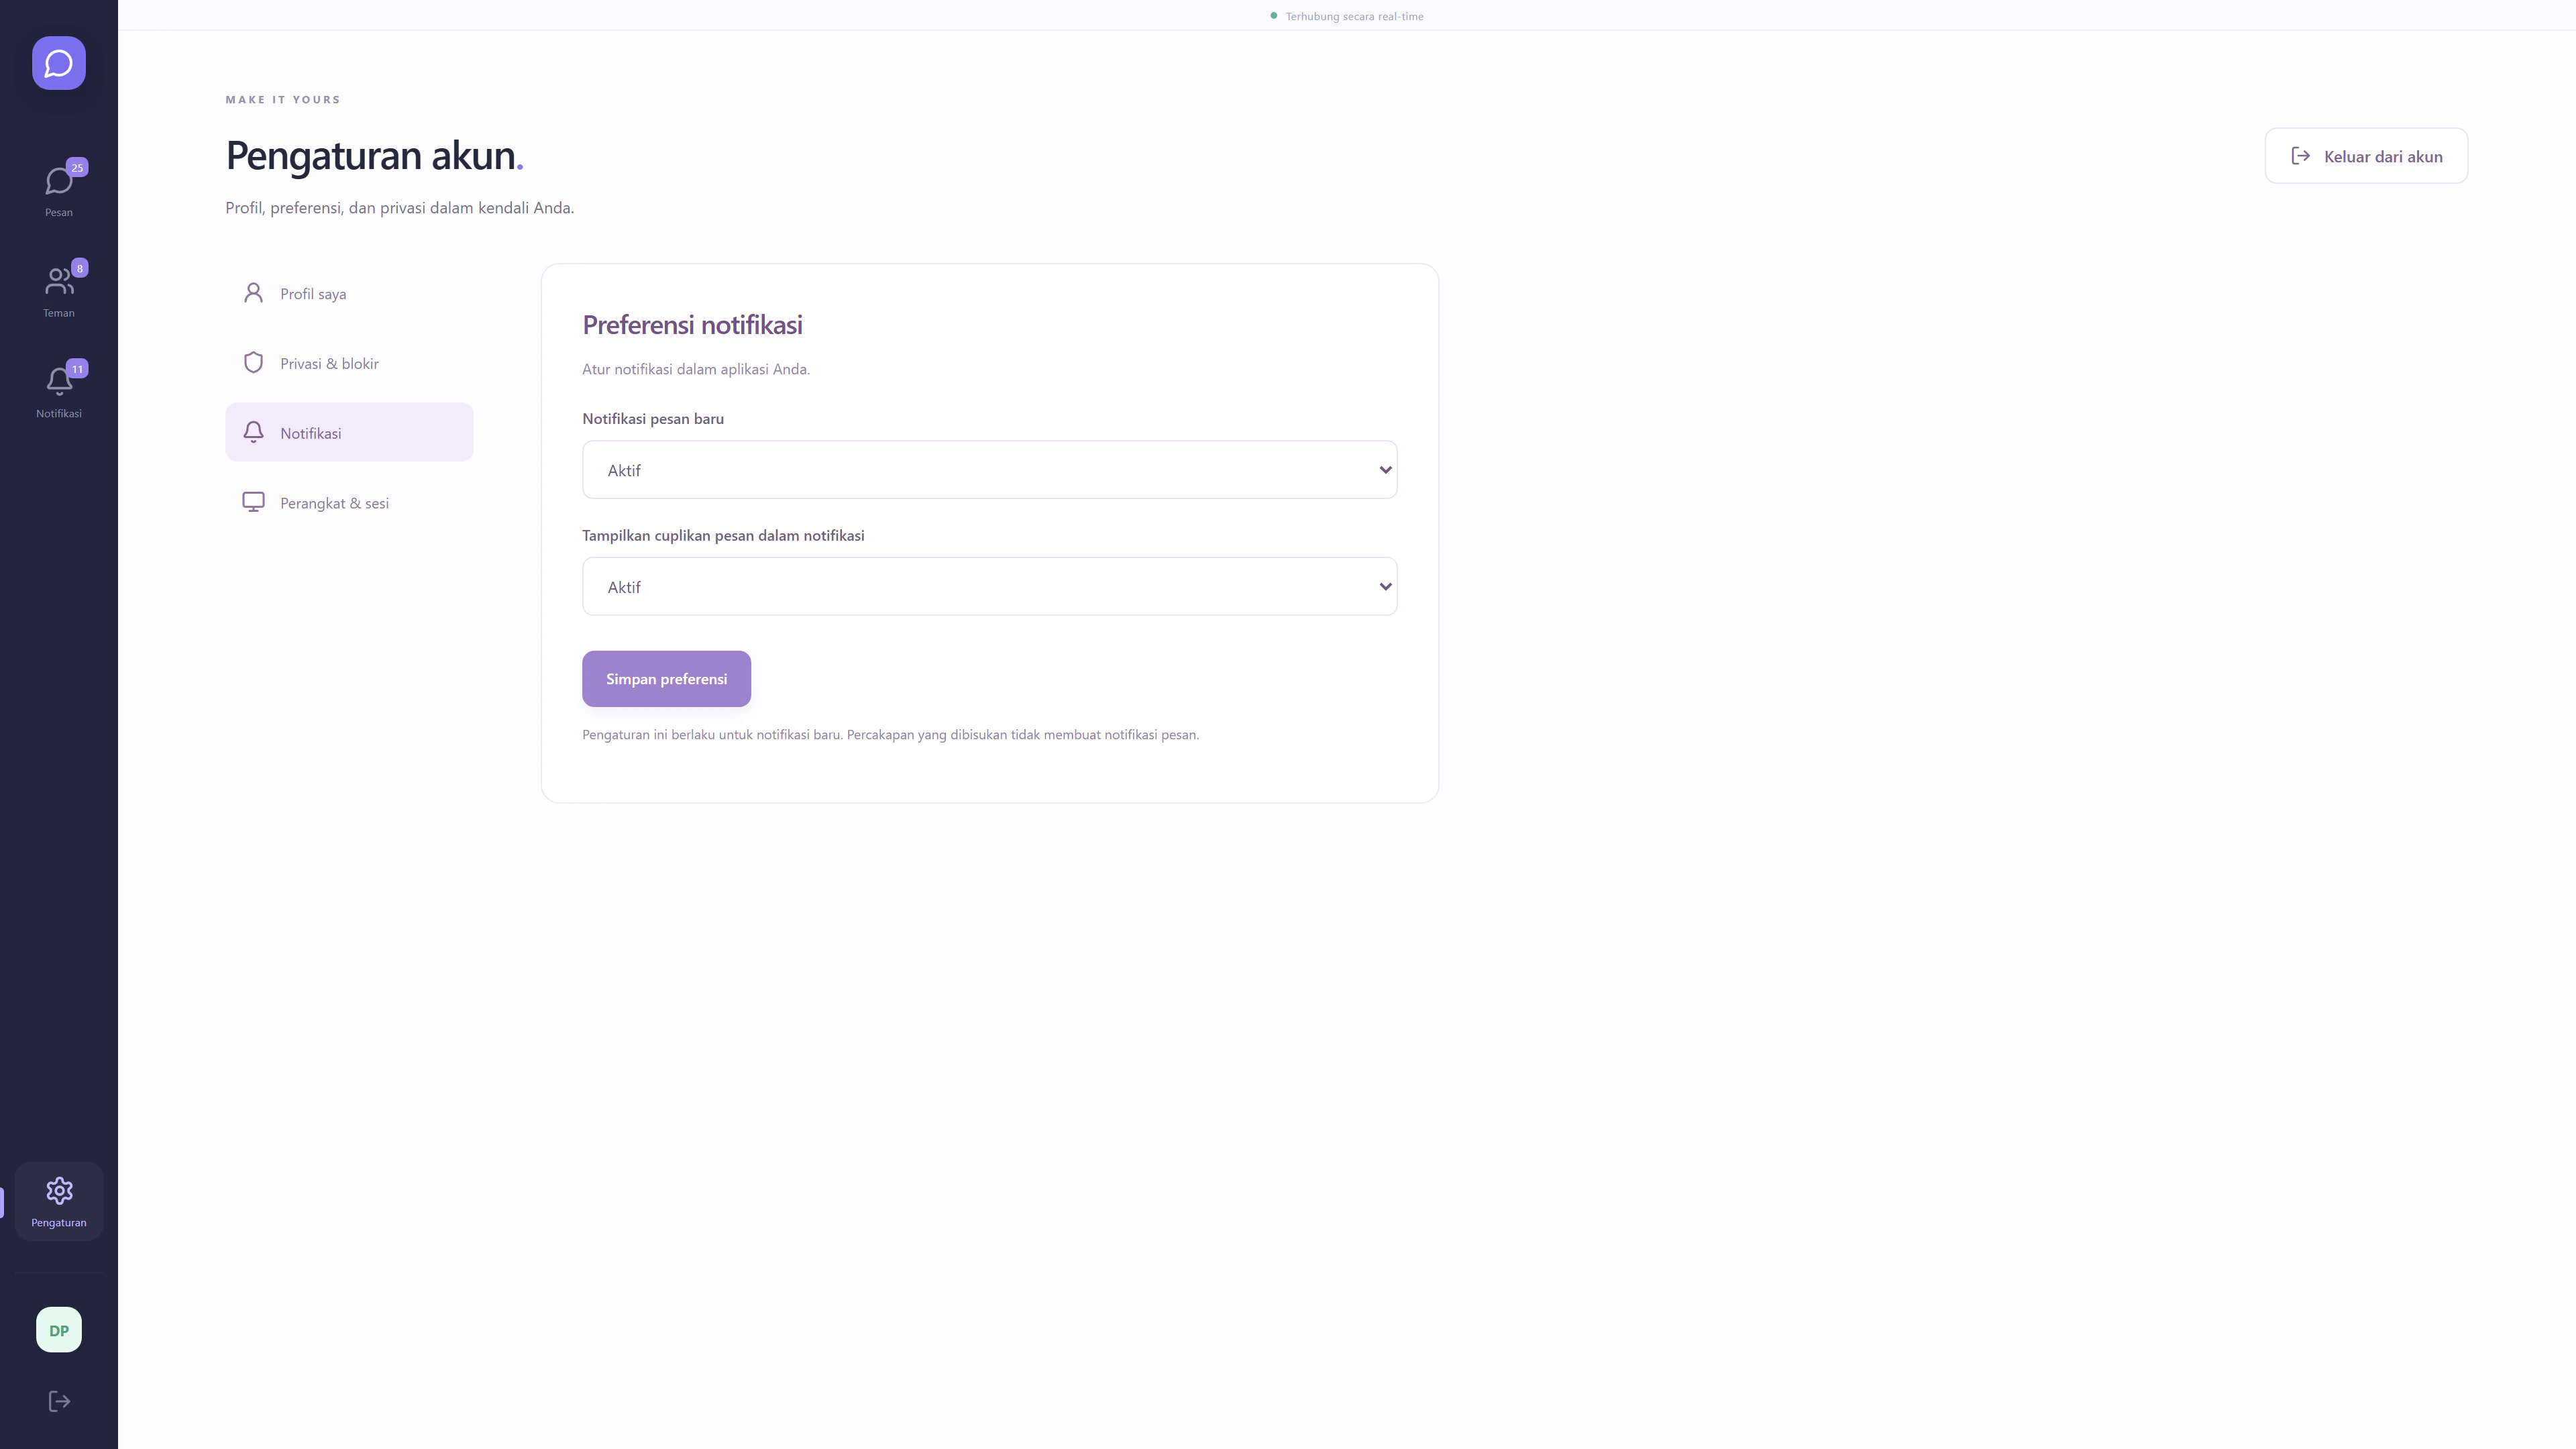 Terhubung secara real-time
MAKE IT YOURS
Pengaturan akun.
Profil, preferensi, dan privasi dalam kendali Anda.
Keluar dari akun
25
Pesan
8
Teman
11
Notifikasi
Profil saya
Privasi & blokir
Notifikasi
Perangkat & sesi
Preferensi notifikasi
Atur notifikasi dalam aplikasi Anda.
Notifikasi pesan baru
Aktif
Tampilkan cuplikan pesan dalam notifikasi
Aktif
Simpan preferensi
Pengaturan ini berlaku untuk notifikasi baru. Percakapan yang dibisukan tidak membuat notifikasi pesan.
Pengaturan
DP